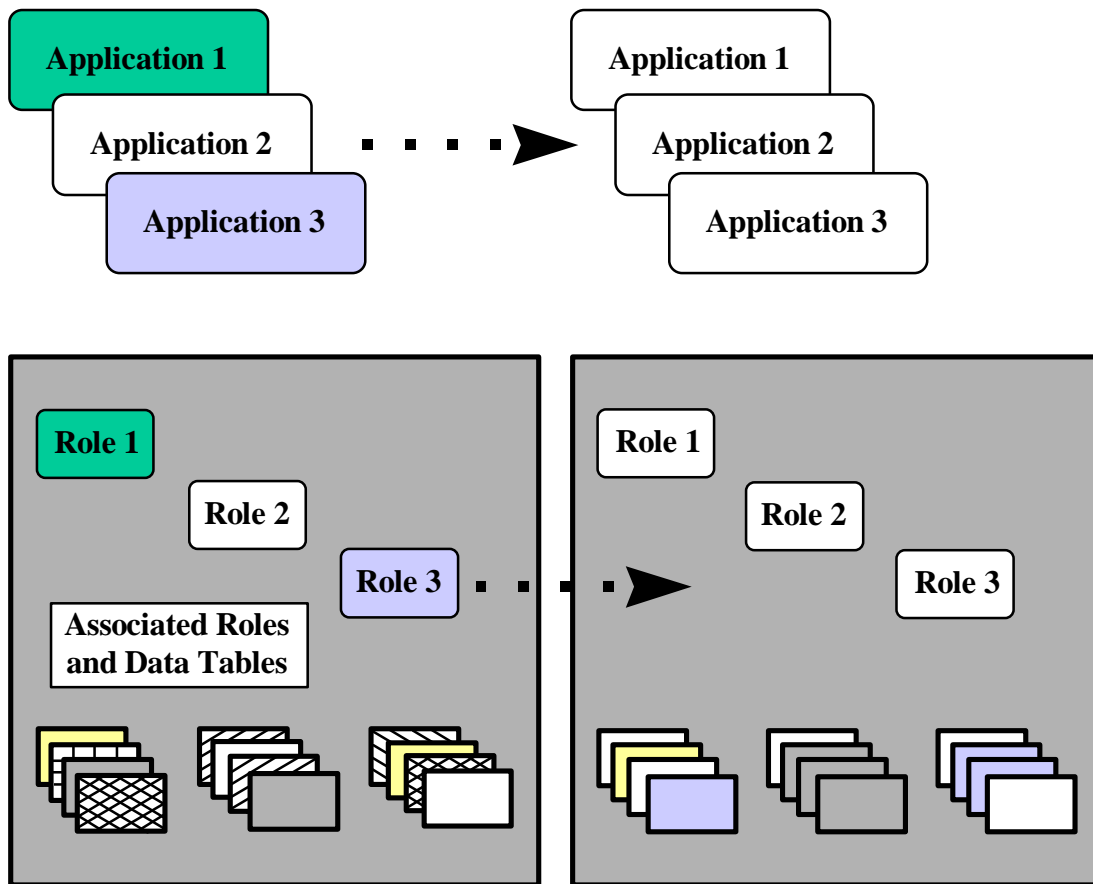 Application 1
Application 2
Application 3
Application 1
Application 2
Application 3
Role 1
Role 2
Role 3
Associated Roles
and Data Tables
Role 1
Role 2
Role 3